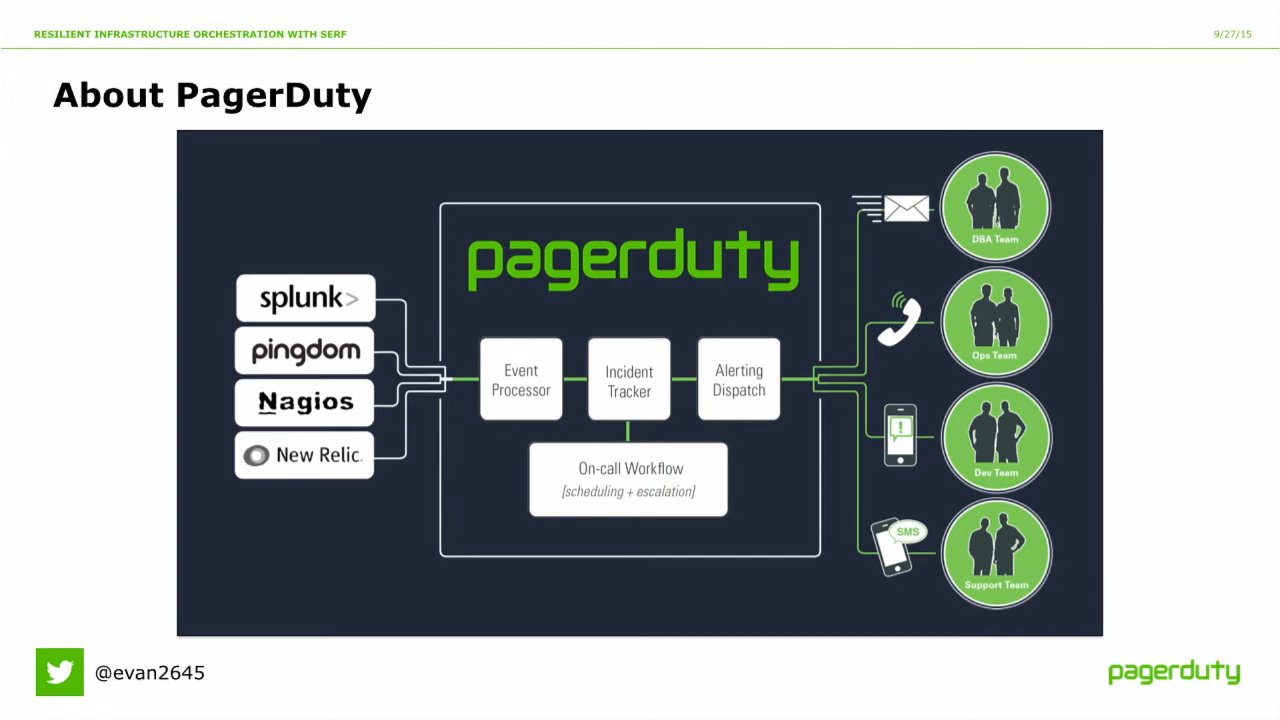 RESILIENT INFRASTRUCTURE ORCHESTRATION WITH SERF
9/27/15
About PagerDuty
splunk>
pingdom
Nagios
New Relic.
pagerduty
Event
Processor
Incident
Tracker
Alerting
Dispatch
On-call Workflow
[scheduling + escalation]
DBA Team
Ops Team
!
Dev Team
SMS
Support Team
@evan2645
pagerduty